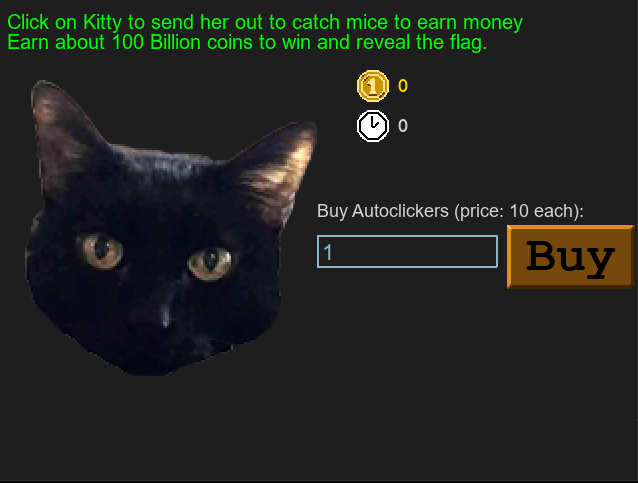 Click on Kitty to send her out to catch mice to earn money
Earn about 100 Billion coins to win and reveal the flag.
1 0
0
Buy Autoclickers (price: 10 each):
1 Buy